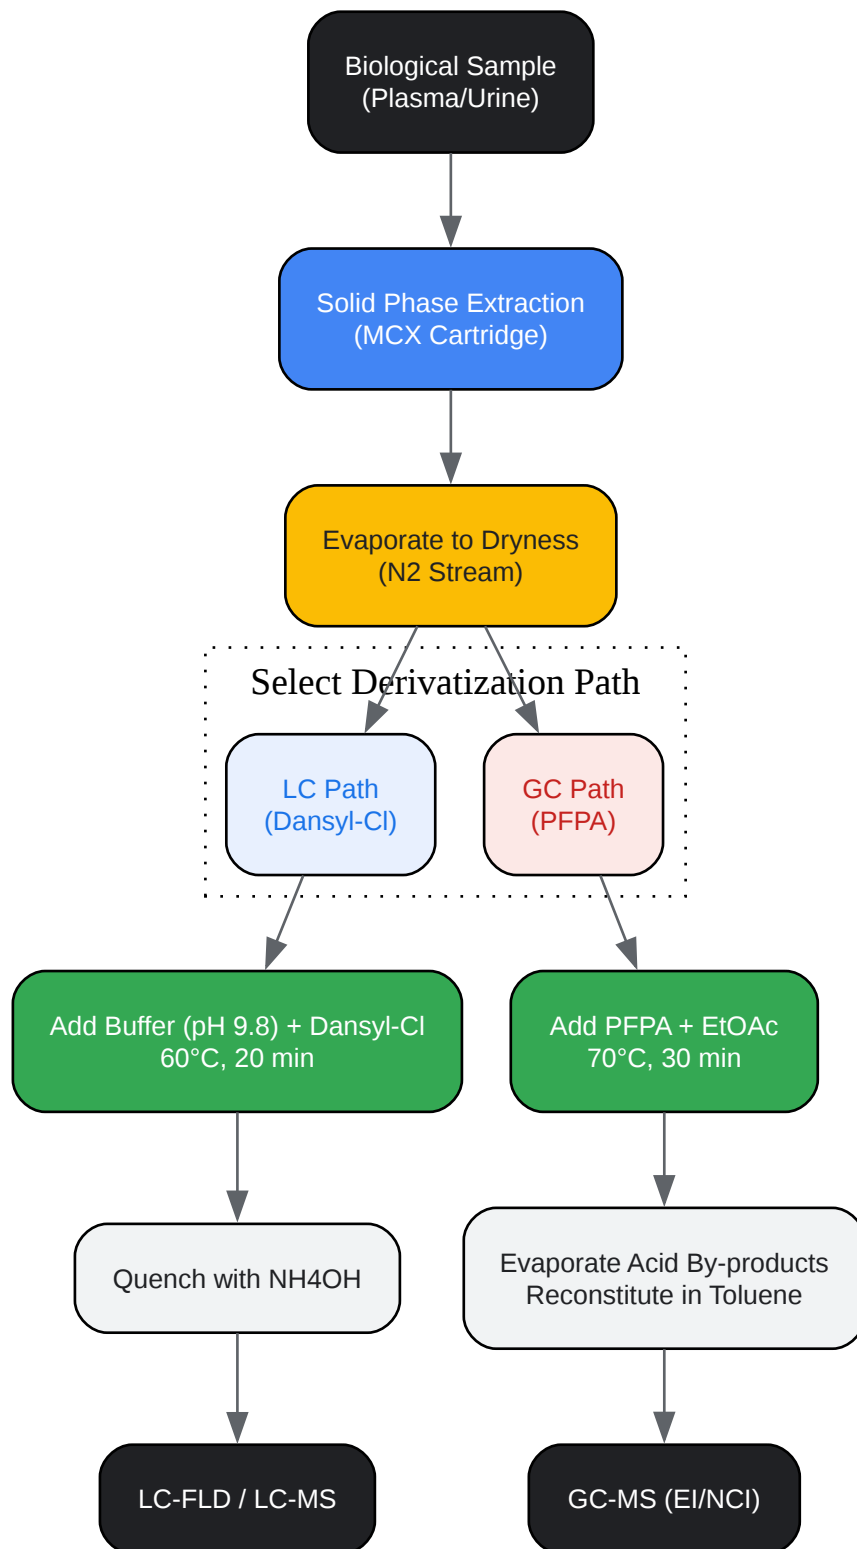 Biological Sample
(Plasma/Urine)
Solid Phase Extraction
(MCX Cartridge)
Evaporate to Dryness
(N2 Stream)
Select Derivatization Path
LC Path
(Dansyl-Cl)
GC Path
(PFPA)
Add Buffer (pH 9.8) + Dansyl-Cl
60°C, 20 min
Add PFPA + EtOAc
70°C, 30 min
Quench with NH4OH
Evaporate Acid By-products
Reconstitute in Toluene
LC-FLD / LC-MS
GC-MS (EI/NCI)